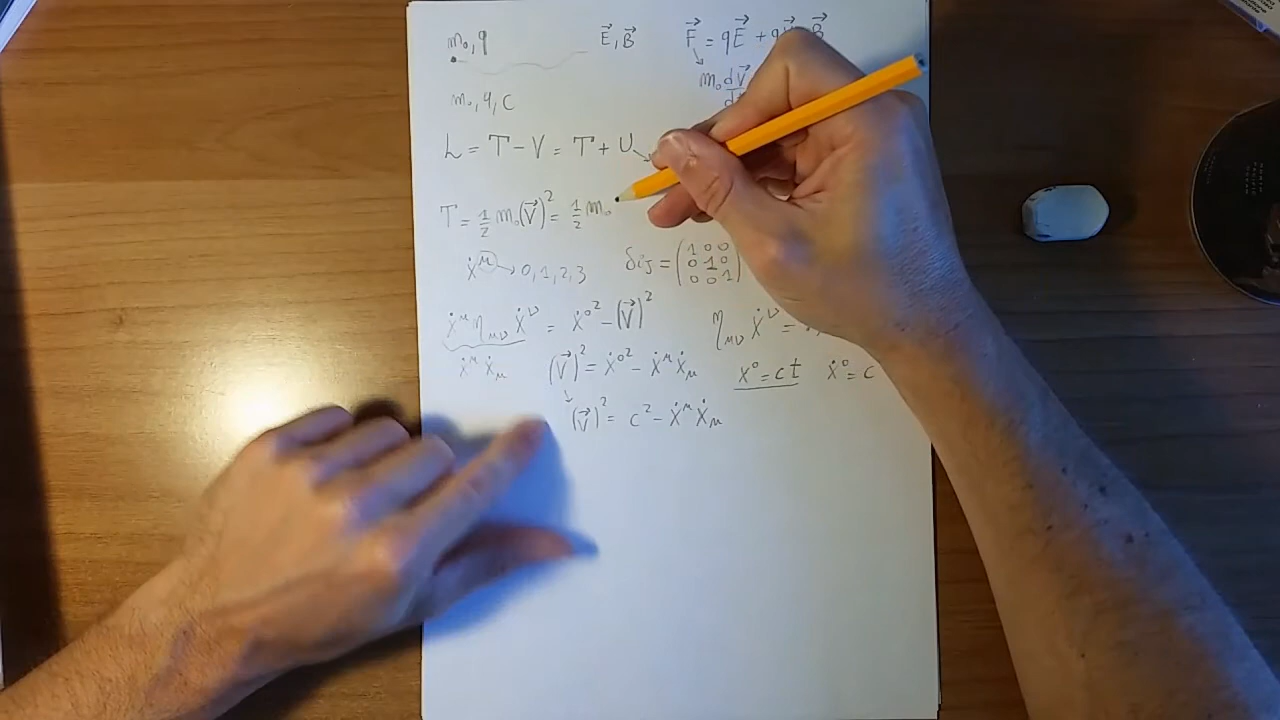 m₀, q E⃗, B⃗ F⃗ = qE⃗ + q B⃗
m₀ dV⃗
m₀, q, c
L = T - V = T + U
T = 1/2 m₀(V⃗)² = 1/2 m₀
ẋ^μ → 0, 1, 2, 3 δij = (1 0 0
0 1 0
0 0 1)
ẋ^μ η_μν ẋ^ν = ẋ⁰² - (V⃗)² η_μν ẋ^ν =
ẋ^μ ẋ_μ (V⃗)² = ẋ⁰² - ẋ^μ ẋ_μ x⁰ = ct ẋ⁰ = c
(V⃗)² = c² - ẋ^μ ẋ_μ